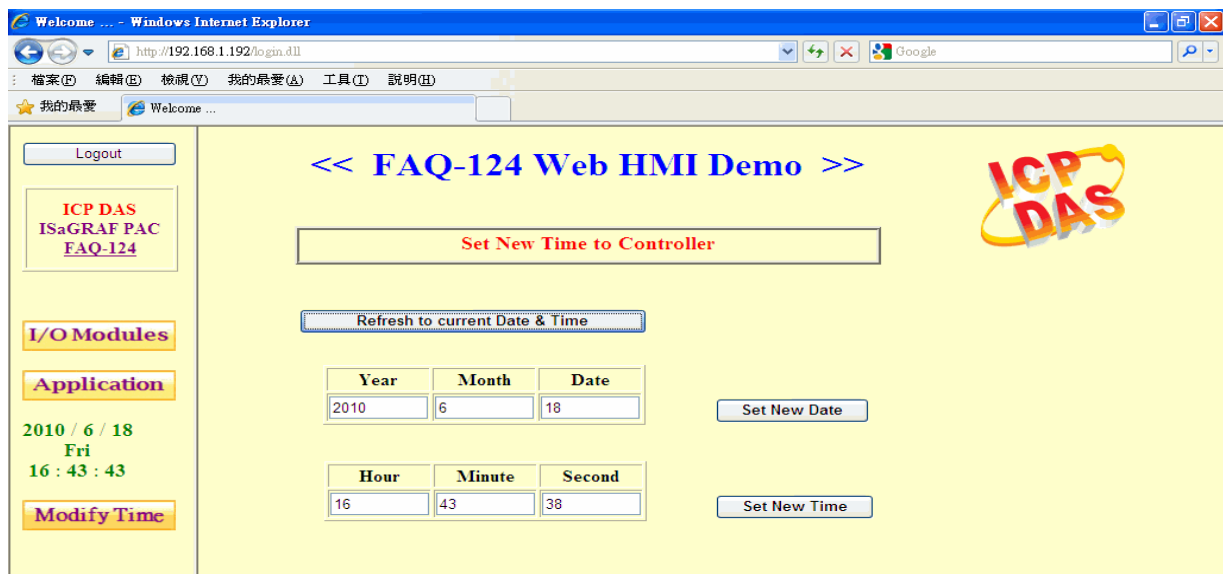 Welcome ... - Windows Internet Explorer
http://192.168.1.192/login.dll
Google
檔案(F) 編輯(E) 檢視(V) 我的最愛(A) 工具(T) 說明(H)
我的最愛
Welcome ...
Logout
ICP DAS
ISaGRAF PAC
FAQ-124
I/O Modules
Application
2010 / 6 / 18
Fri
16 : 43 : 43
Modify Time
<< FAQ-124 Web HMI Demo >>
ICP
DAS
Set New Time to Controller
Refresh to current Date & Time
Year Month Date
2010 6 18
Set New Date
Hour Minute Second
16 43 38
Set New Time